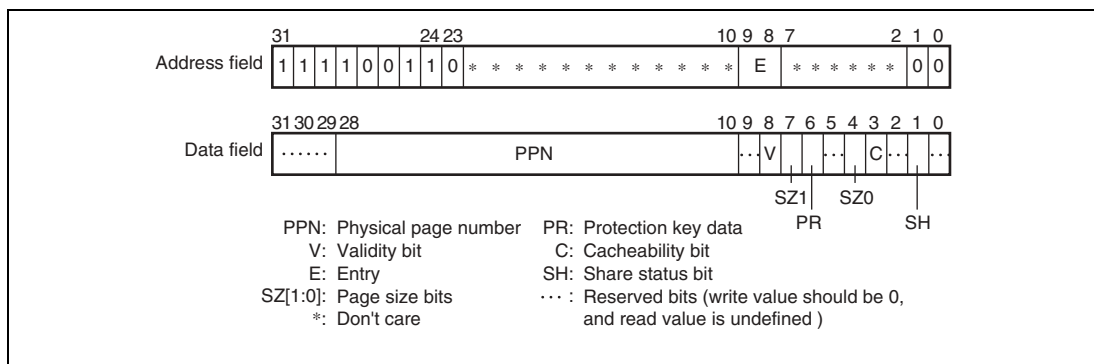 31 24 23 10 9 8 7 2 1 0
Address field 1 1 1 1 0 0 1 1 0 * * * * * * * * * * * * * E * * * * * * 0 0
31 30 29 28 10 9 8 7 6 5 4 3 2 1 0
Data field ...... PPN ... V ... C ... ...
SZ1 SZ0
PR SH
PPN: Physical page number PR: Protection key data
V: Validity bit C: Cacheability bit
E: Entry SH: Share status bit
SZ[1:0]: Page size bits ... : Reserved bits (write value should be 0,
*: Don't care and read value is undefined )